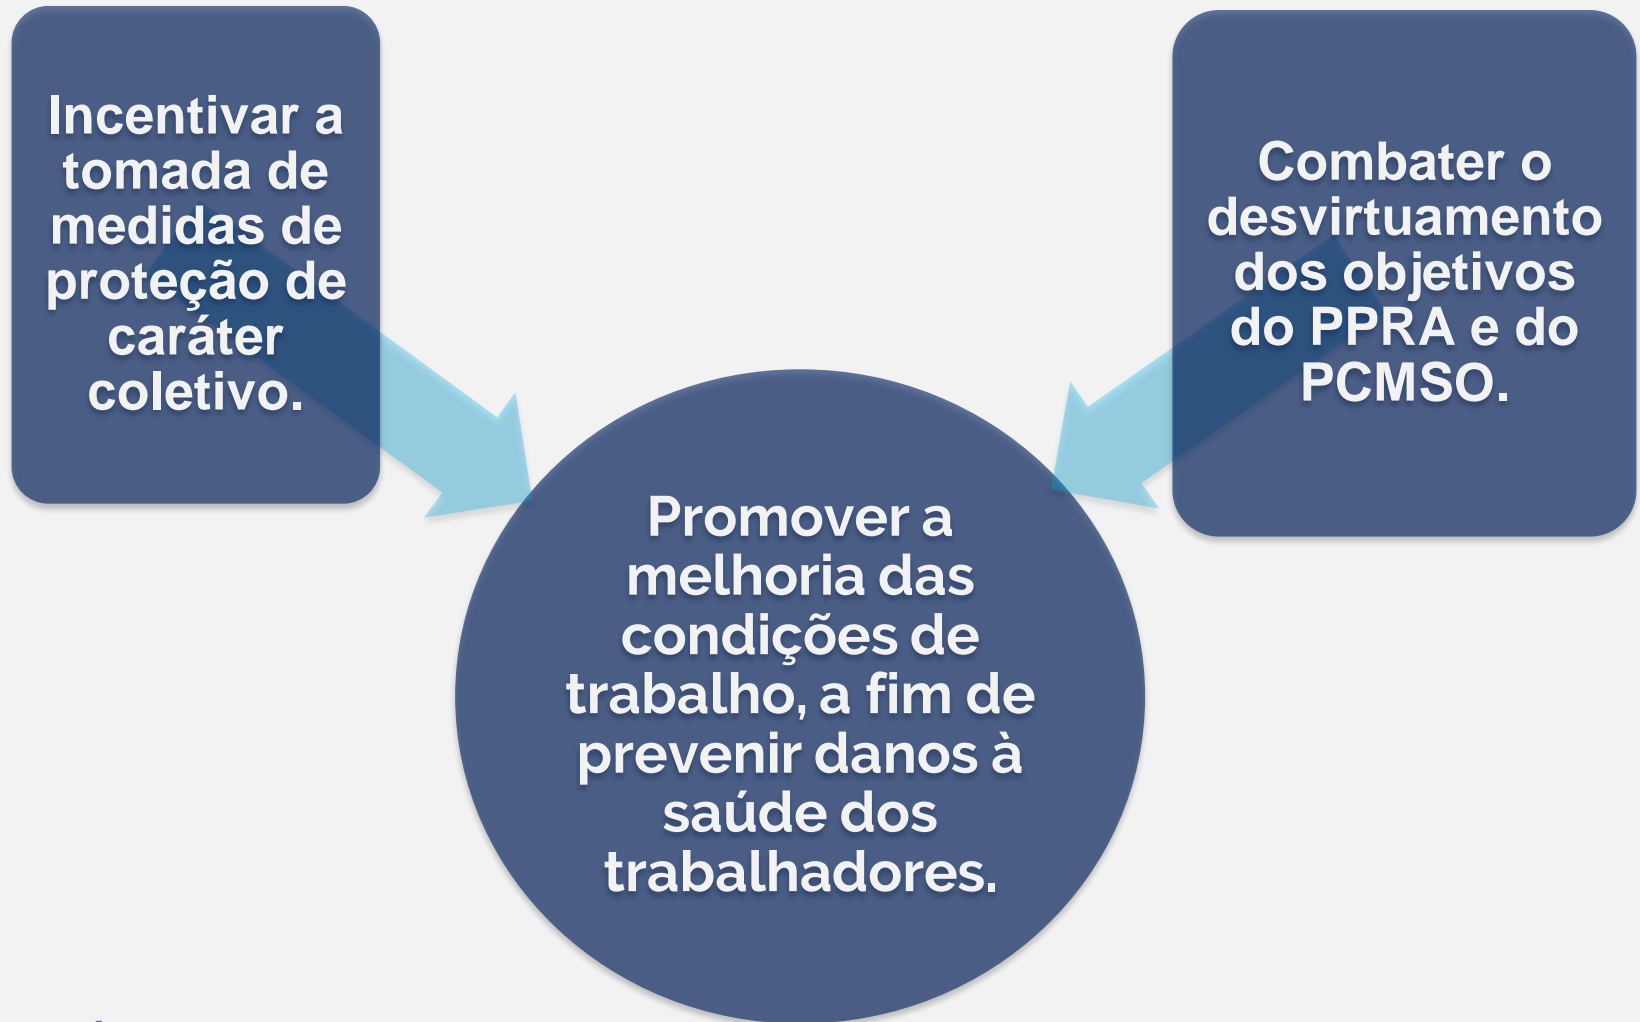 Incentivar a
tomada de
medidas de
proteção de
caráter
coletivo.
Combater o
desvirtuamento
dos objetivos
do PPRA e do
PCMSO.
Promover a
melhoria das
condições de
trabalho, a fim de
prevenir danos à
saúde dos
trabalhadores.